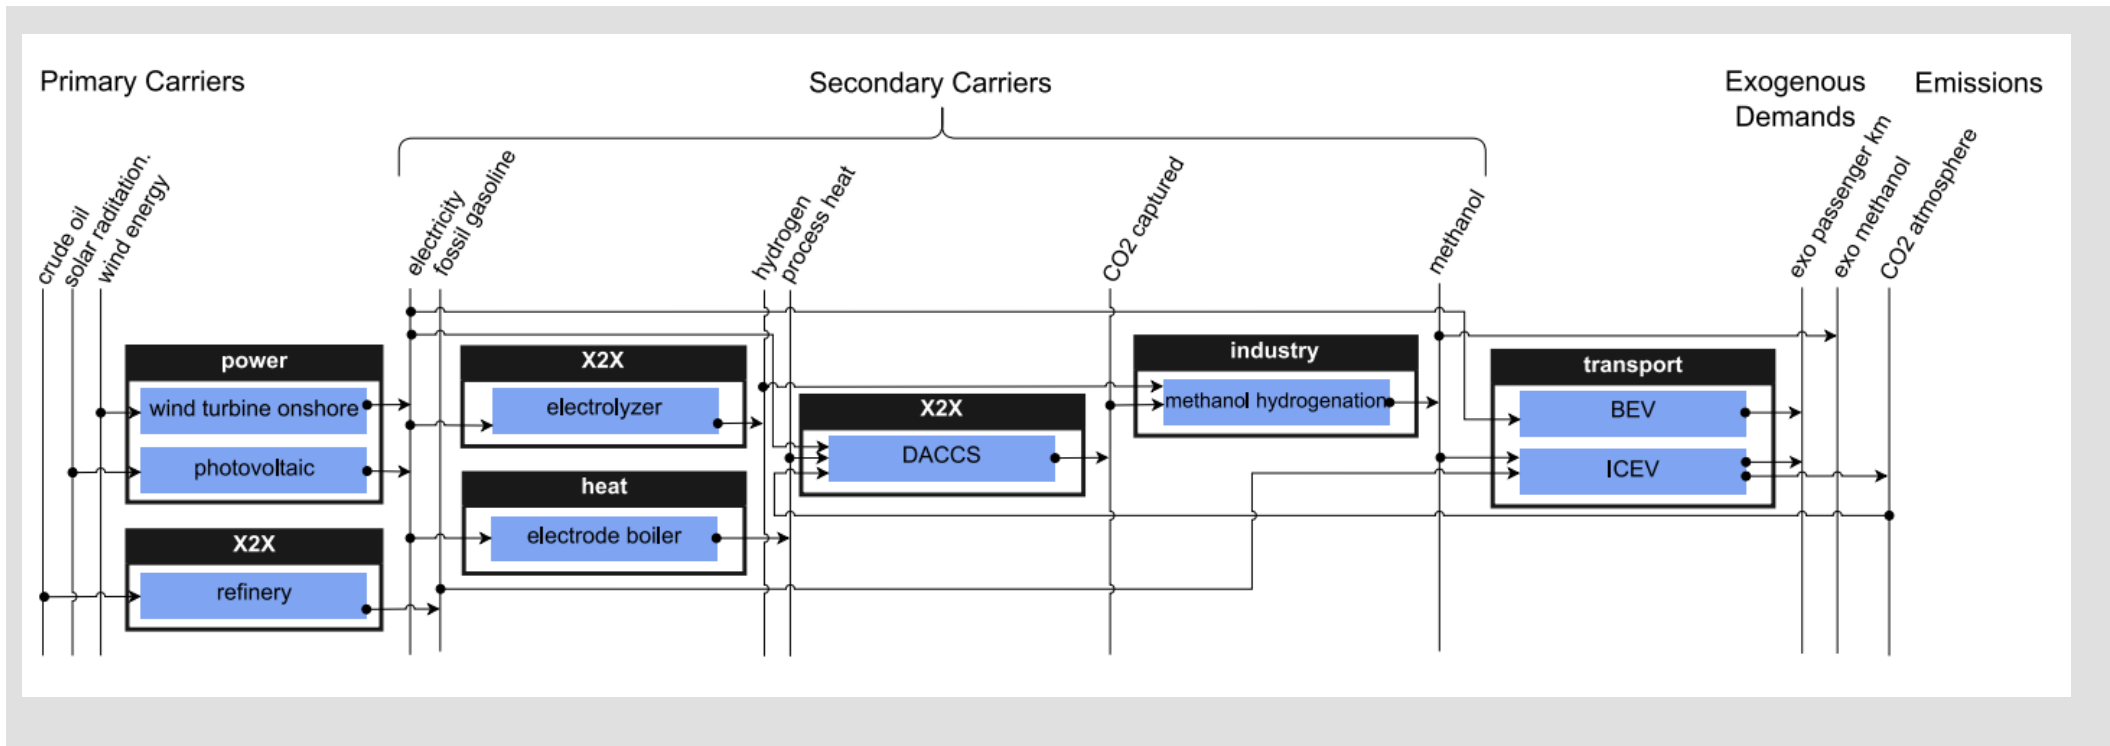 Primary Carriers
Secondary Carriers
Exogenous
Demands
Emissions
crude oil
solar raditation.
wind energy
electricity
fossil gasoline
hydrogen
process heat
CO2 captured
methanol
exo passenger km
exo methanol
CO2 atmosphere
power
wind turbine onshore
photovoltaic
X2X
refinery
X2X
electrolyzer
heat
electrode boiler
X2X
DACCS
industry
methanol hydrogenation
transport
BEV
ICEV